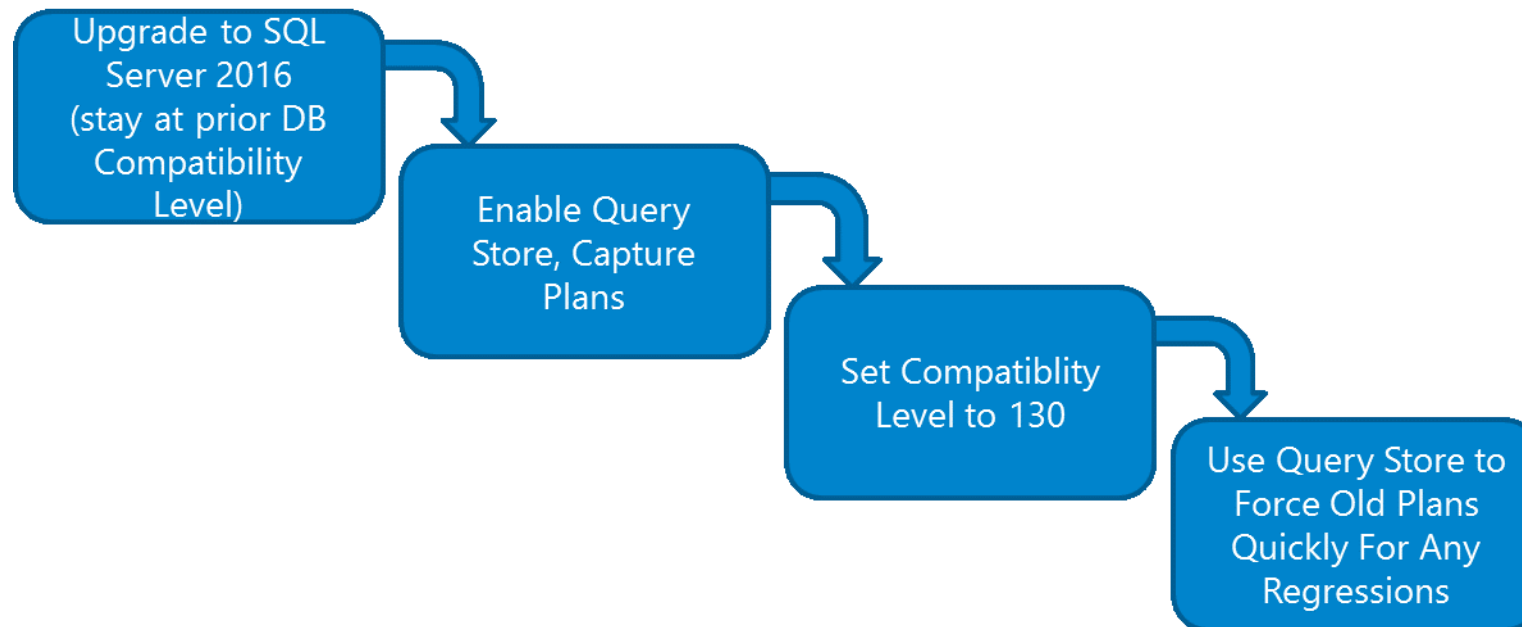 Upgrade to SQL
Server 2016
(stay at prior DB
Compatibility
Level)
Enable Query
Store, Capture
Plans
Set Compatiblity
Level to 130
Use Query Store to
Force Old Plans
Quickly For Any
Regressions